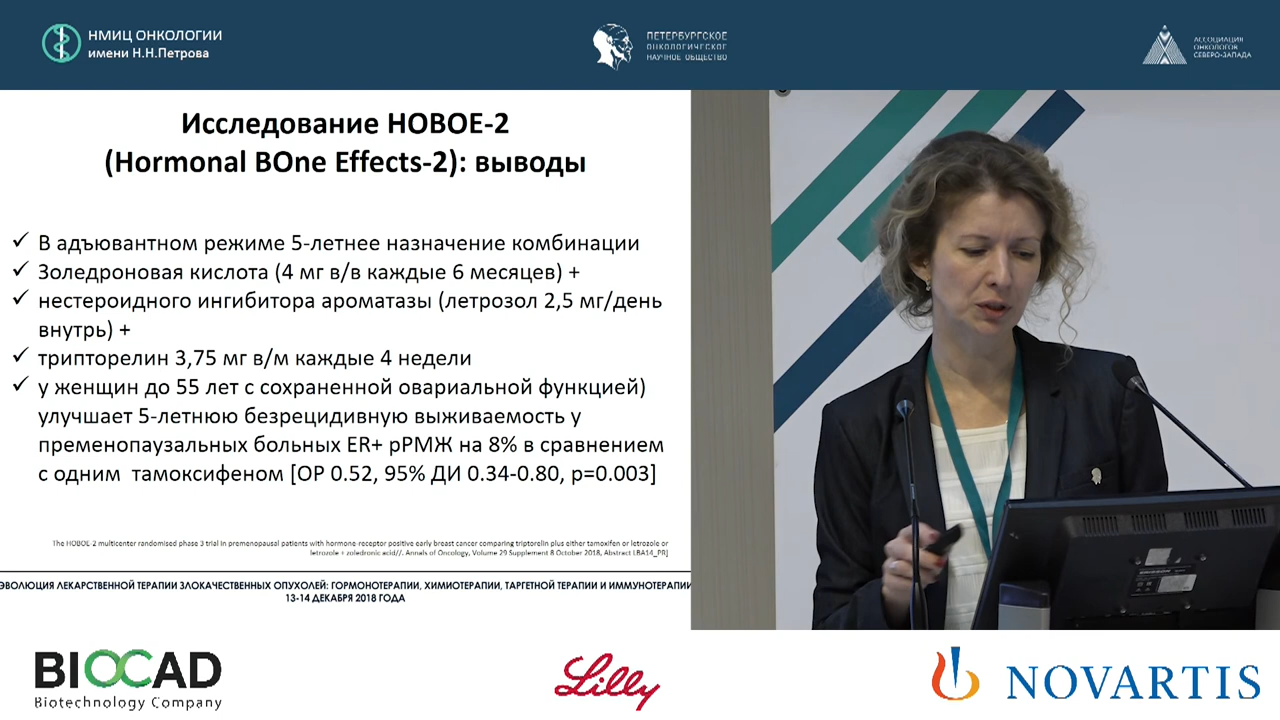 НМИЦ ОНКОЛОГИИ
имени Н.Н.Петрова
ПЕТЕРБУРГСКОЕ
ОНКОЛОГИЧЕСКОЕ
НАУЧНОЕ ОБЩЕСТВО
АССОЦИАЦИЯ
ОНКОЛОГОВ
СЕВЕРО-ЗАПАДА
Исследование HOBOE-2
(Hormonal BOne Effects-2): выводы
✓ В адъювантном режиме 5-летнее назначение комбинации
✓ Золедроновая кислота (4 мг в/в каждые 6 месяцев) +
✓ нестероидного ингибитора ароматазы (летрозол 2,5 мг/день
внутрь) +
✓ трипторелин 3,75 мг в/м каждые 4 недели
✓ у женщин до 55 лет с сохраненной овариальной функцией)
улучшает 5-летнюю безрецидивную выживаемость у
пременопаузальных больных ER+ рРМЖ на 8% в сравнением
с одним тамоксифеном [ОР 0.52, 95% ДИ 0.34-0.80, p=0.003]
The HOBOE-2 multicenter randomised phase 3 trial in premenopausal patients with hormone-receptor positive early breast cancer comparing triptorelin plus either tamoxifen or letrozole or
letrozole + zoledronic acid//. Annals of Oncology, Volume 29 Supplement 8 October 2018, Abstract LBA14_PR]
ЭВОЛЮЦИЯ ЛЕКАРСТВЕННОЙ ТЕРАПИИ ЗЛОКАЧЕСТВЕННЫХ ОПУХОЛЕЙ: ГОРМОНОТЕРАПИИ, ХИМИОТЕРАПИИ, ТАРГЕТНОЙ ТЕРАПИИ И ИММУНОТЕРАПИИ
13-14 ДЕКАБРЯ 2018 ГОДА
BIOCAD
Biotechnology Company
Lilly
NOVARTIS